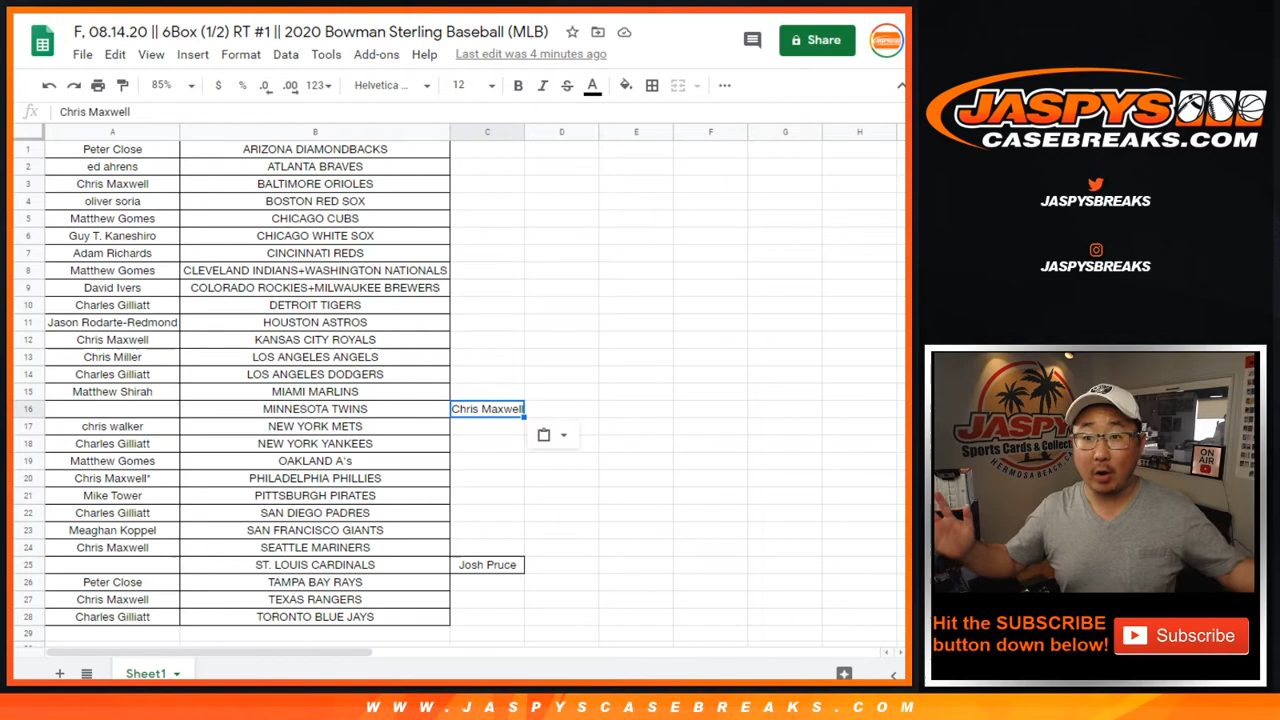 F, 08.14.20 || 6Box (1/2) RT #1 || 2020 Bowman Sterling Baseball (MLB)
File Edit View Insert Format Data Tools Add-ons Help Last edit was 4 minutes ago
Share
85% $ % .0 .00 123 Helvetica ... 12 B I S A
fx Chris Maxwell
A B C D E F G H
1 Peter Close ARIZONA DIAMONDBACKS
2 ed ahrens ATLANTA BRAVES
3 Chris Maxwell BALTIMORE ORIOLES
4 oliver soria BOSTON RED SOX
5 Matthew Gomes CHICAGO CUBS
6 Guy T. Kaneshiro CHICAGO WHITE SOX
7 Adam Richards CINCINNATI REDS
8 Matthew Gomes CLEVELAND INDIANS+WASHINGTON NATIONALS
9 David Ivers COLORADO ROCKIES+MILWAUKEE BREWERS
10 Charles Gilliatt DETROIT TIGERS
11 Jason Rodarte-Redmond HOUSTON ASTROS
12 Chris Maxwell KANSAS CITY ROYALS
13 Chris Miller LOS ANGELES ANGELS
14 Charles Gilliatt LOS ANGELES DODGERS
15 Matthew Shirah MIAMI MARLINS
16 MINNESOTA TWINS Chris Maxwell
17 chris walker NEW YORK METS
18 Charles Gilliatt NEW YORK YANKEES
19 Matthew Gomes OAKLAND A's
20 Chris Maxwell* PHILADELPHIA PHILLIES
21 Mike Tower PITTSBURGH PIRATES
22 Charles Gilliatt SAN DIEGO PADRES
23 Meaghan Koppel SAN FRANCISCO GIANTS
24 Chris Maxwell SEATTLE MARINERS
25 ST. LOUIS CARDINALS Josh Pruce
26 Peter Close TAMPA BAY RAYS
27 Chris Maxwell TEXAS RANGERS
28 Charles Gilliatt TORONTO BLUE JAYS
29
Sheet1
JASPYS
CASEBREAKS.COM
JASPYSBREAKS
JASPYSBREAKS
JASPYS
Sports Cards & Collect
HERMOSA BEACH
ON AIR
Hit the SUBSCRIBE
button down below!
Subscribe
WWW.JASPYSCASEBREAKS.COM